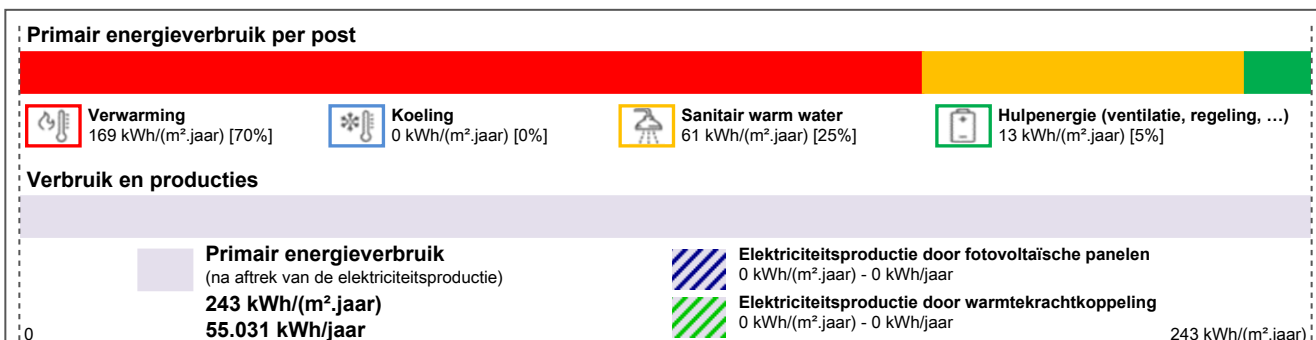 Primair energieverbruik per post
Verwarming
169 kWh/(m².jaar) [70%]
Koeling
0 kWh/(m².jaar) [0%]
Sanitair warm water
61 kWh/(m².jaar) [25%]
Hulpenergie (ventilatie, regeling, …)
13 kWh/(m².jaar) [5%]
Verbruik en producties
Primair energieverbruik
(na aftrek van de elektriciteitsproductie)
243 kWh/(m².jaar)
55.031 kWh/jaar
Elektriciteitsproductie door fotovoltaïsche panelen
0 kWh/(m².jaar) - 0 kWh/jaar
Elektriciteitsproductie door warmtekrachtkoppeling
0 kWh/(m².jaar) - 0 kWh/jaar
0
243 kWh/(m².jaar)